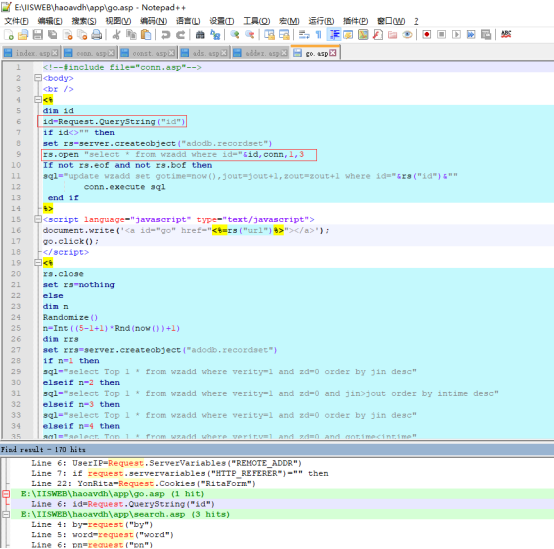 E:\IISWEB\haoavdh\app\go.asp - Notepad++
文件(F) 编辑(E) 搜索(S) 视图(V) 编码(N) 语言(L) 设置(T) 工具(O) 宏(M) 运行(R) 插件(P) 窗口(W) ?
index.asp conn.asp const.asp ads.asp adder.asp go.asp
1 <!--#include file="conn.asp"-->
2 <body>
3 <br />
4 <%
5 dim id
6 id=Request.QueryString("id")
7 if id<>"" then
8 set rs=server.createobject("adodb.recordset")
9 rs.open "select * from wzadd where id="&id,conn,1,3
10 If not rs.eof and not rs.bof then
11 sql="update wzadd set gotime=now(),jout=jout+1,zout=zout+1 where id="&rs("id")&""
12 conn.execute sql
13 end if
14 %>
15 <script language="javascript" type="text/javascript">
16 document.write('<a id="go" href="<%=rs("url")%>"></a>');
17 go.click();
18 </script>
19 <%
20 rs.close
21 set rs=nothing
22 else
23 dim n
24 Randomize()
25 n=Int((5-1+1)*Rnd(now())+1)
26 dim rrs
27 set rrs=server.createobject("adodb.recordset")
28 if n=1 then
29 sql="select Top 1 * from wzadd where verity=1 and zd=0 order by jin desc"
30 elseif n=2 then
31 sql="select Top 1 * from wzadd where verity=1 and zd=0 and jin>jout order by intime desc"
32 elseif n=3 then
33 sql="select Top 1 * from wzadd where verity=1 and zd=0 order by jin desc"
34 elseif n=4 then
35 sql="select Top 1 * from wzadd where verity=1 and zd=0 and gotime<intime"
Find result - 170 hits
Line 6: UserIP=Request.ServerVariables("REMOTE_ADDR")
Line 7: if request.servervariables("HTTP_REFERER")="" then
Line 22: YonRita=Request.Cookies("RitaForm")
E:\IISWEB\haoavdh\app\go.asp (1 hit)
Line 6: id=Request.QueryString("id")
E:\IISWEB\haoavdh\app\search.asp (3 hits)
Line 4: by=request("by")
Line 5: word=request("word")
Line 6: pn=request("pn")